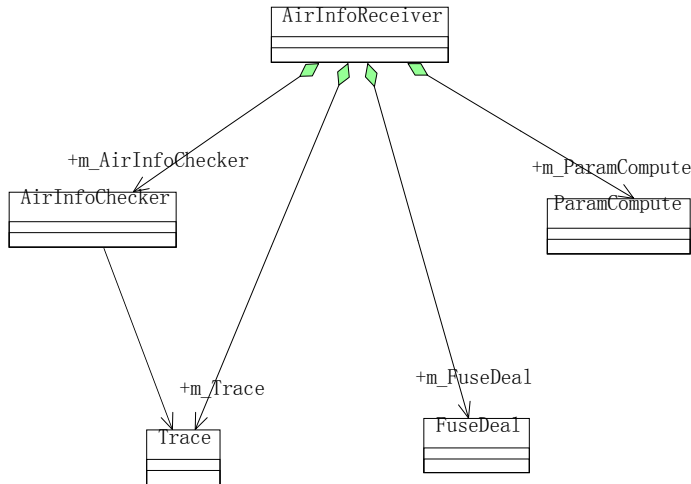 AirInfoReceiver
+m_AirInfoChecker
+m_ParamCompute
AirInfoChecker
ParamCompute
+m_Trace
+m_FuseDeal
Trace
FuseDeal